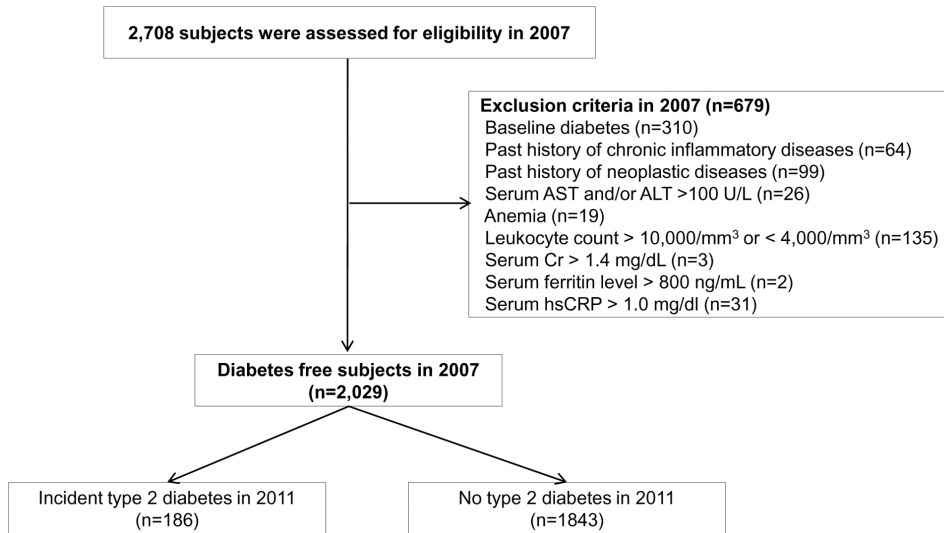 2,708 subjects were assessed for eligibility in 2007
Exclusion criteria in 2007 (n=679)
Baseline diabetes (n=310)
Past history of chronic inflammatory diseases (n=64)
Past history of neoplastic diseases (n=99)
Serum AST and/or ALT >100 U/L (n=26)
Anemia (n=19)
Leukocyte count > 10,000/mm³ or < 4,000/mm³ (n=135)
Serum Cr > 1.4 mg/dL (n=3)
Serum ferritin level > 800 ng/mL (n=2)
Serum hsCRP > 1.0 mg/dl (n=31)
Diabetes free subjects in 2007
(n=2,029)
Incident type 2 diabetes in 2011
(n=186)
No type 2 diabetes in 2011
(n=1843)